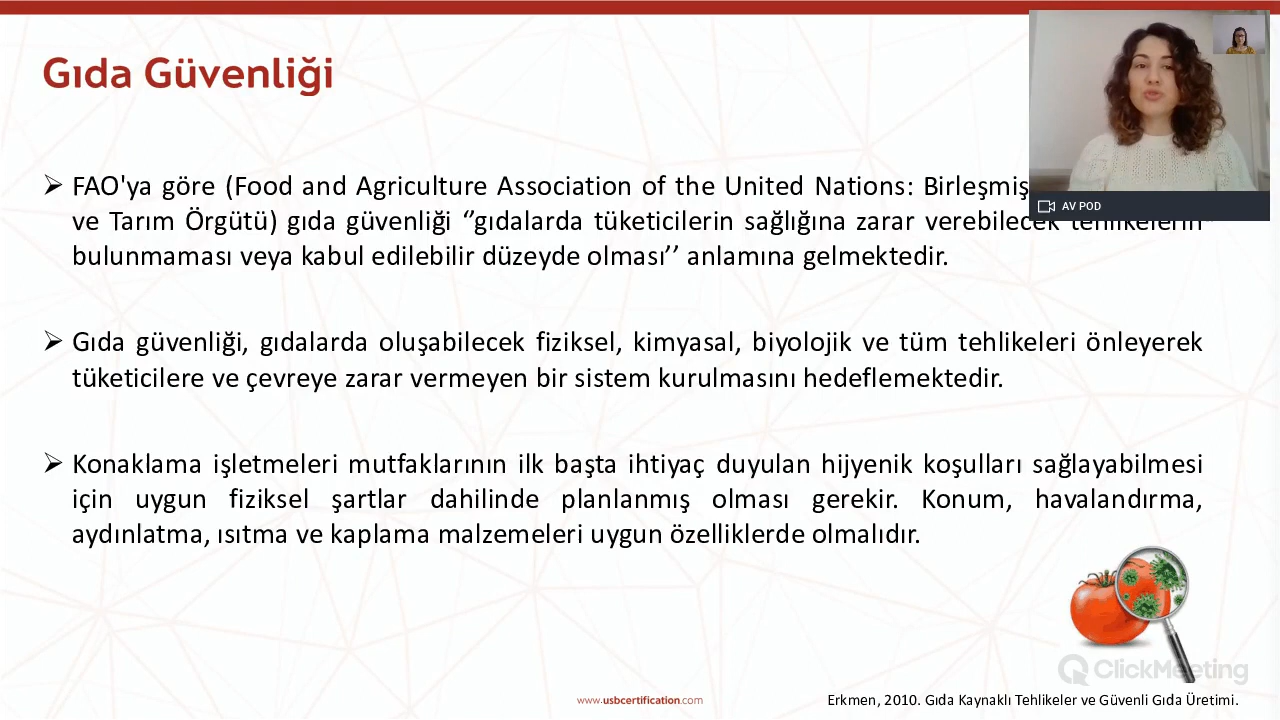 Gıda Güvenliği
AV POD
➢ FAO'ya göre (Food and Agriculture Association of the United Nations: Birleşmiş
ve Tarım Örgütü) gıda güvenliği ‘’gıdalarda tüketicilerin sağlığına zarar verebilecek tehlikelerin
bulunmaması veya kabul edilebilir düzeyde olması’’ anlamına gelmektedir.
➢ Gıda güvenliği, gıdalarda oluşabilecek fiziksel, kimyasal, biyolojik ve tüm tehlikeleri önleyerek
tüketicilere ve çevreye zarar vermeyen bir sistem kurulmasını hedeflemektedir.
➢ Konaklama işletmeleri mutfaklarının ilk başta ihtiyaç duyulan hijyenik koşulları sağlayabilmesi
için uygun fiziksel şartlar dahilinde planlanmış olması gerekir. Konum, havalandırma,
aydınlatma, ısıtma ve kaplama malzemeleri uygun özelliklerde olmalıdır.
ClickMeeting
www.usbcertification.com
Erkmen, 2010. Gıda Kaynaklı Tehlikeler ve Güvenli Gıda Üretimi.